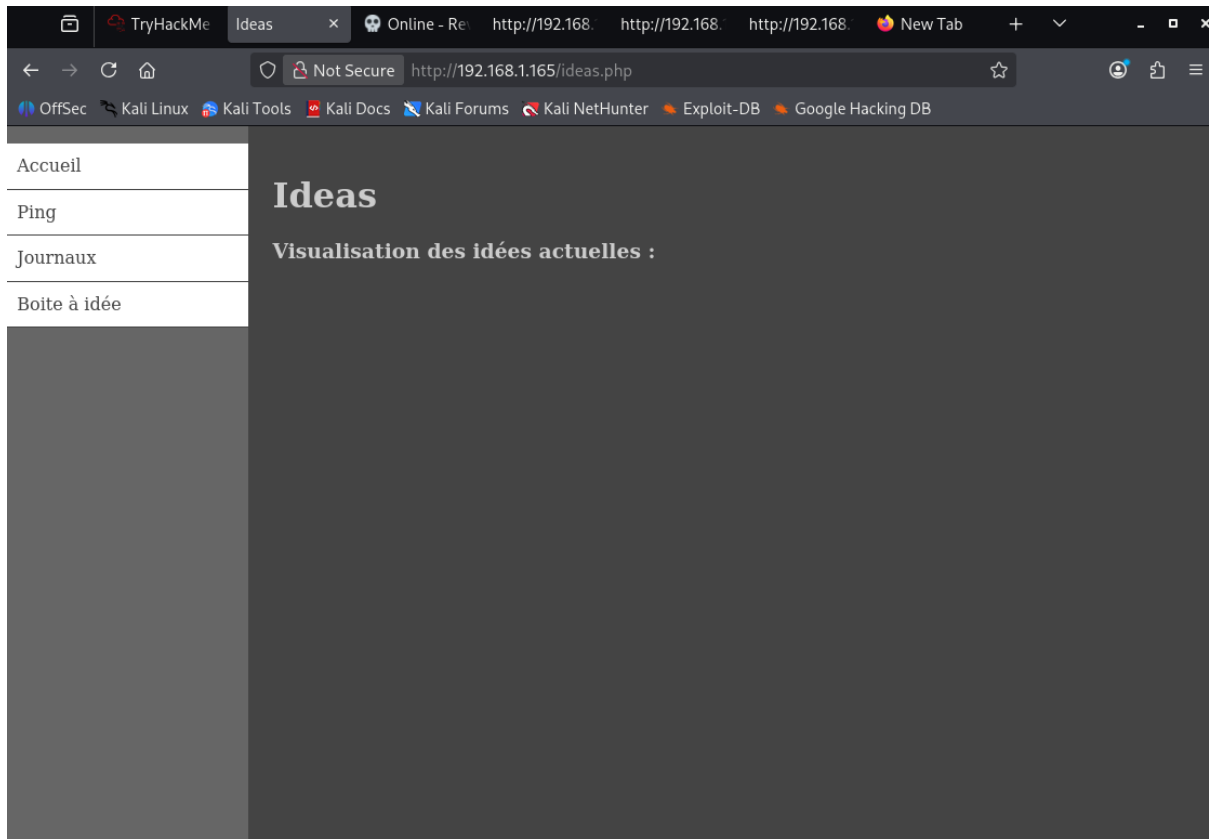 TryHackMe Ideas Online - Rev http://192.168. http://192.168. http://192.168. New Tab
Not Secure http://192.168.1.165/ideas.php
OffSec Kali Linux Kali Tools Kali Docs Kali Forums Kali NetHunter Exploit-DB Google Hacking DB
Accueil
Ideas
Ping
Visualisation des idées actuelles :
Journaux
Boite à idée